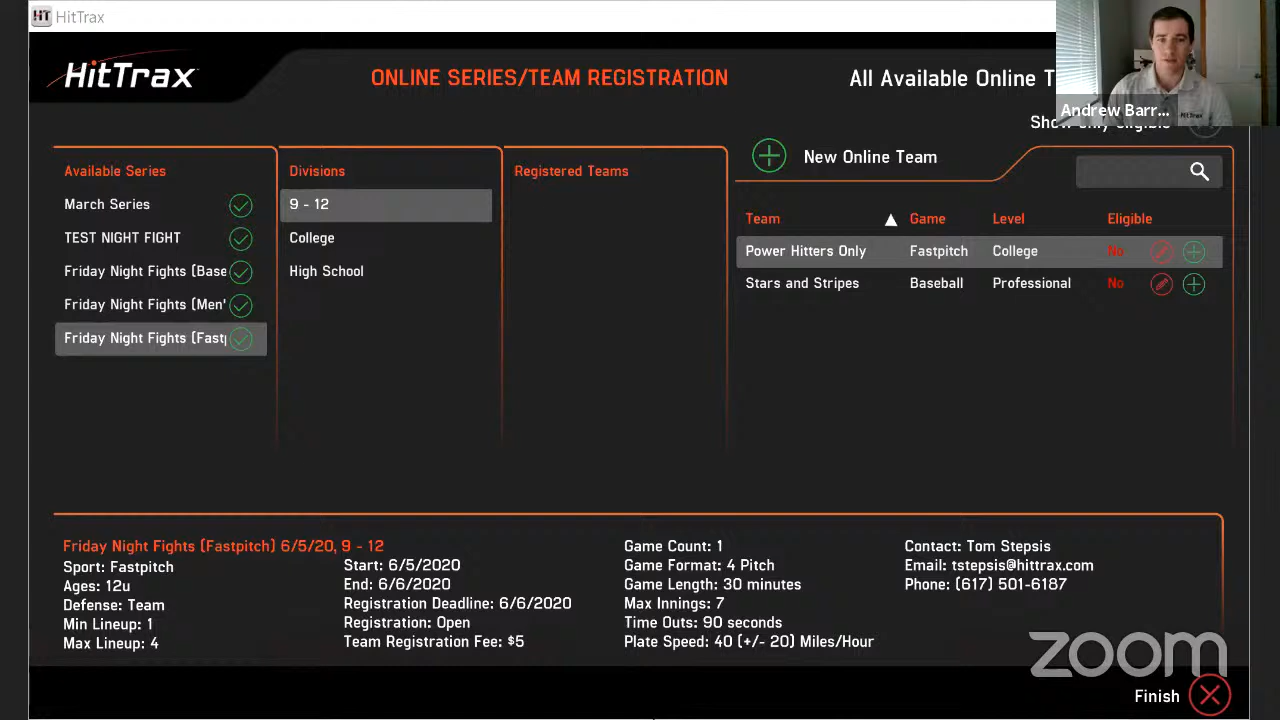 HT HitTrax
HitTrax
ONLINE SERIES/TEAM REGISTRATION
All Available Online T
Andrew Barr...
Show Only Eligible
Available Series
March Series
TEST NIGHT FIGHT
Friday Night Fights (Base
Friday Night Fights (Men'
Friday Night Fights (Fastp
Divisions
9 - 12
College
High School
Registered Teams
New Online Team
Team Game Level Eligible
Power Hitters Only Fastpitch College No
Stars and Stripes Baseball Professional No
Friday Night Fights (Fastpitch) 6/5/20, 9 - 12
Sport: Fastpitch
Ages: 12u
Defense: Team
Min Lineup: 1
Max Lineup: 4
Start: 6/5/2020
End: 6/6/2020
Registration Deadline: 6/6/2020
Registration: Open
Team Registration Fee: $5
Game Count: 1
Game Format: 4 Pitch
Game Length: 30 minutes
Max Innings: 7
Time Outs: 90 seconds
Plate Speed: 40 (+/- 20) Miles/Hour
Contact: Tom Stepsis
Email: tstepsis@hittrax.com
Phone: (617) 501-6187
zoom
Finish